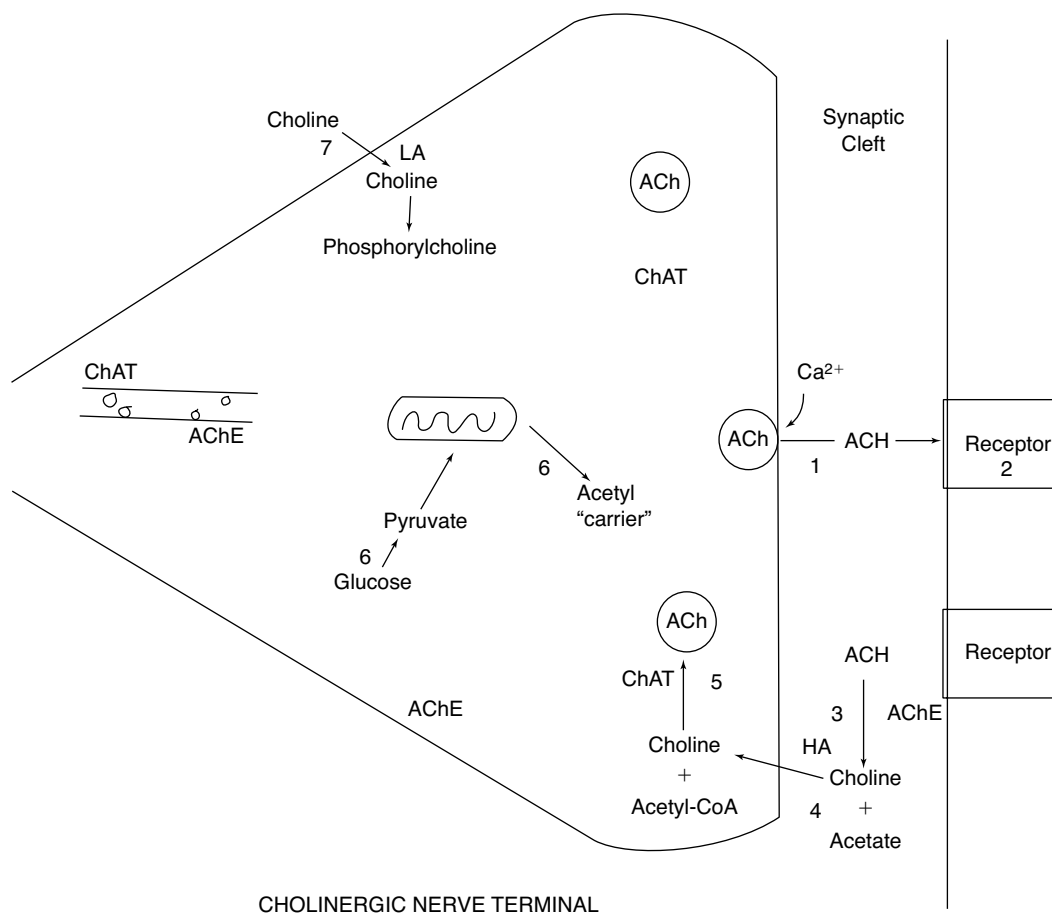 Choline
7
LA
Choline
Phosphorylcholine
ACh
ChAT
Synaptic
Cleft
ChAT
AChE
Pyruvate
6
Glucose
6
Acetyl
“carrier”
Ca²⁺
ACh
1
ACH
Receptor
2
ACh
ChAT
5
Choline
+
Acetyl-CoA
AChE
ACH
3
AChE
Receptor
HA
4
Choline
+
Acetate
CHOLINERGIC NERVE TERMINAL